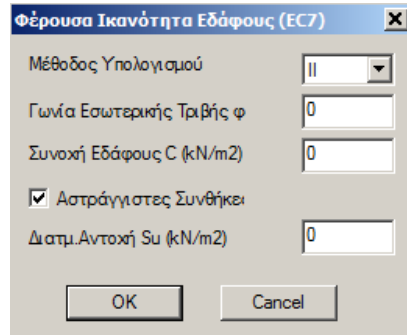 Φέρουσα Ικανότητα Εδάφους (EC7)
Μέθοδος Υπολογισμού II
Γωνία Εσωτερικής Τριβής φ 0
Συνοχή Εδάφους C (kN/m2) 0
Αστράγγιστες Συνθήκες
Διατμ.Αντοχή Su (kN/m2) 0
OK Cancel